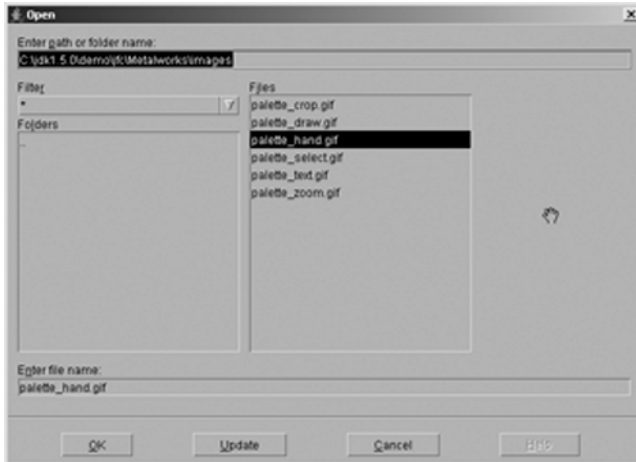 Open
Enter path or folder name:
C:\jdk1.5.0\demo\jfc\Metalworks\images
Filter
*
Folders
..
Files
palette_crop.gif
palette_draw.gif
palette_hand.gif
palette_select.gif
palette_text.gif
palette_zoom.gif
Enter file name:
palette_hand.gif
OK
Update
Cancel
Help